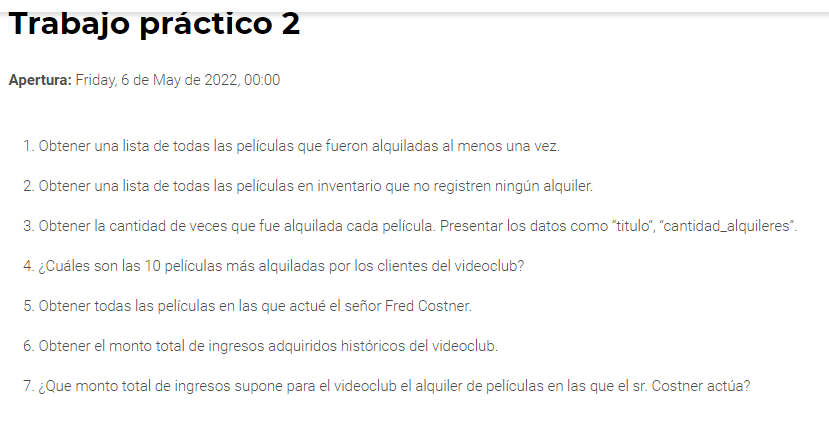 Trabajo práctico 2
Apertura: Friday, 6 de May de 2022, 00:00
1. Obtener una lista de todas las películas que fueron alquiladas al menos una vez.
2. Obtener una lista de todas las películas en inventario que no registren ningún alquiler.
3. Obtener la cantidad de veces que fue alquilada cada película. Presentar los datos como “titulo”, “cantidad_alquileres”.
4. ¿Cuáles son las 10 películas más alquiladas por los clientes del videoclub?
5. Obtener todas las películas en las que actué el señor Fred Costner.
6. Obtener el monto total de ingresos adquiridos históricos del videoclub.
7. ¿Que monto total de ingresos supone para el videoclub el alquiler de películas en las que el sr. Costner actúa?